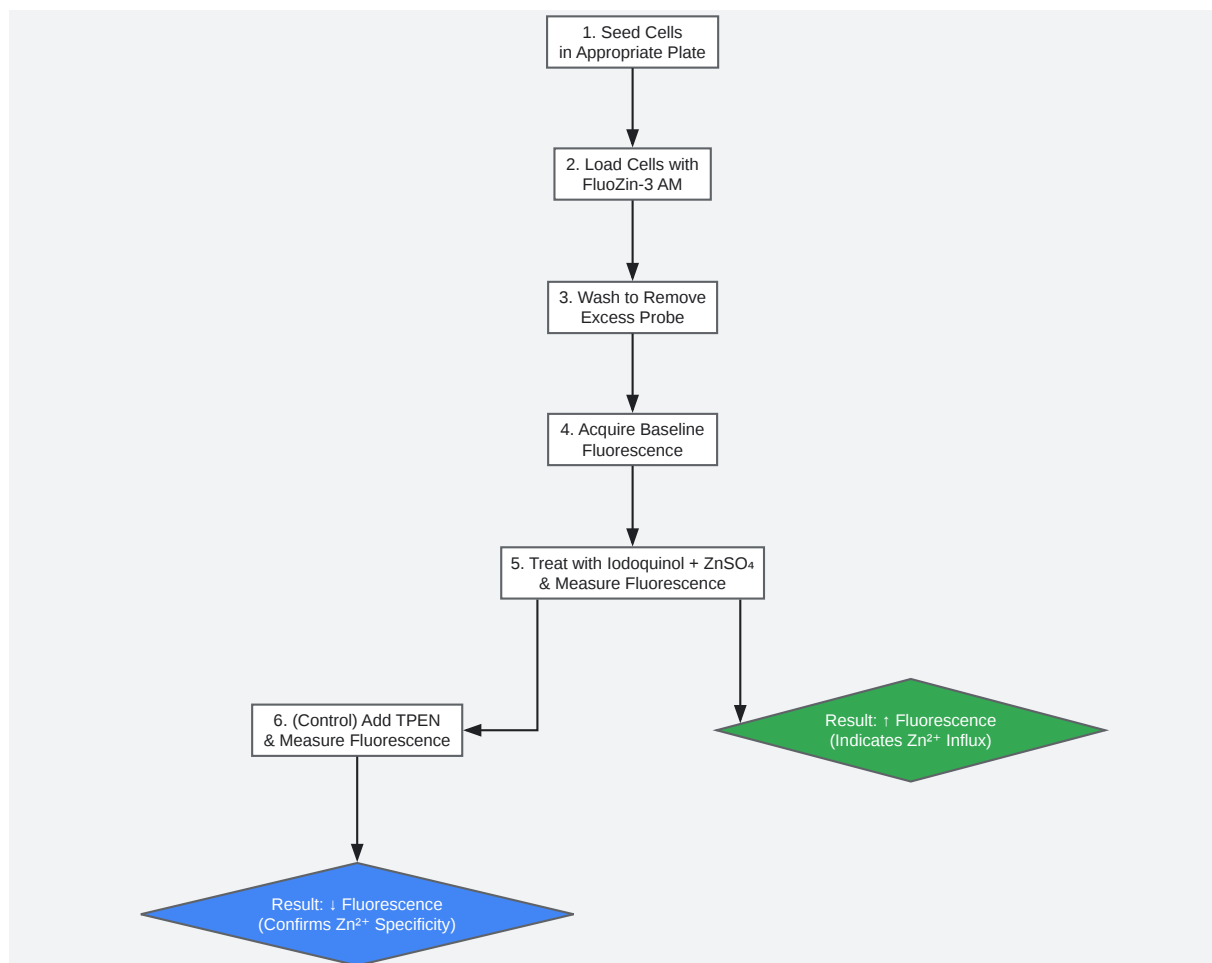 1. Seed Cells
in Appropriate Plate
2. Load Cells with
FluoZin-3 AM
3. Wash to Remove
Excess Probe
4. Acquire Baseline
Fluorescence
5. Treat with Iodoquinol + ZnSO₄
& Measure Fluorescence
6. (Control) Add TPEN
& Measure Fluorescence
Result: ↑ Fluorescence
(Indicates Zn²⁺ Influx)
Result: ↓ Fluorescence
(Confirms Zn²⁺ Specificity)